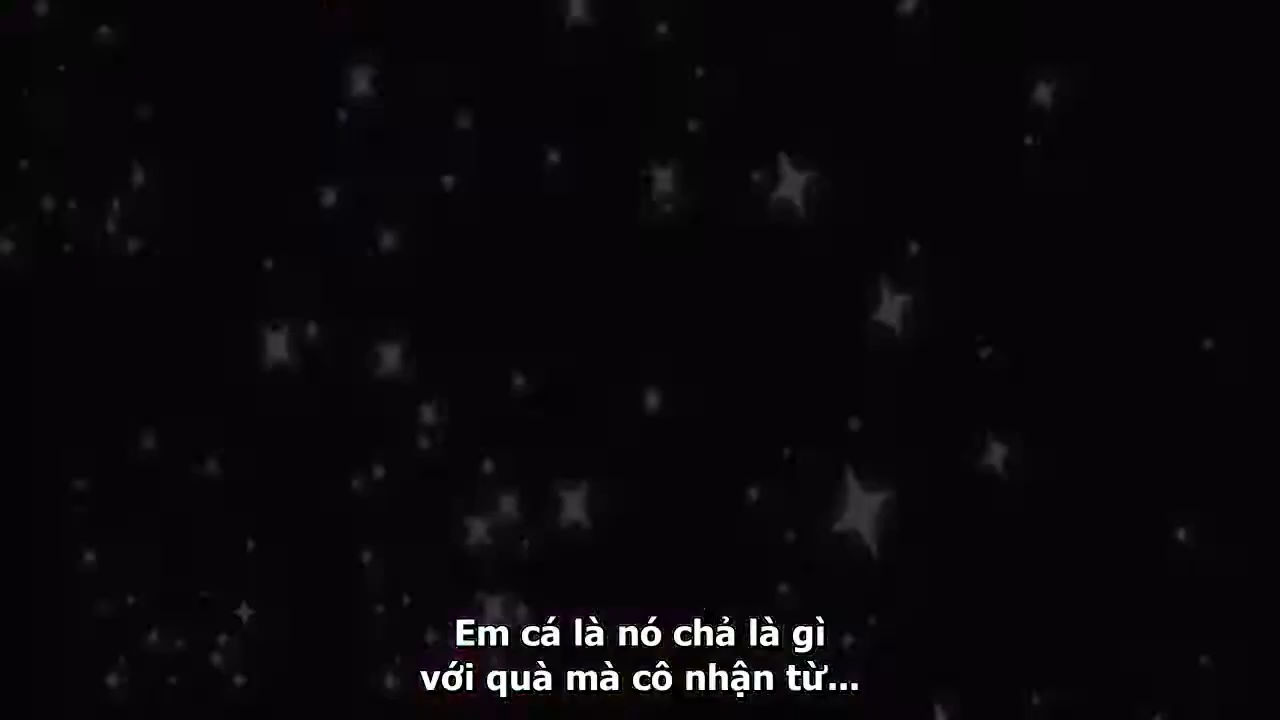 Em cá là nó chả là gì
với quà mà cô nhận từ...